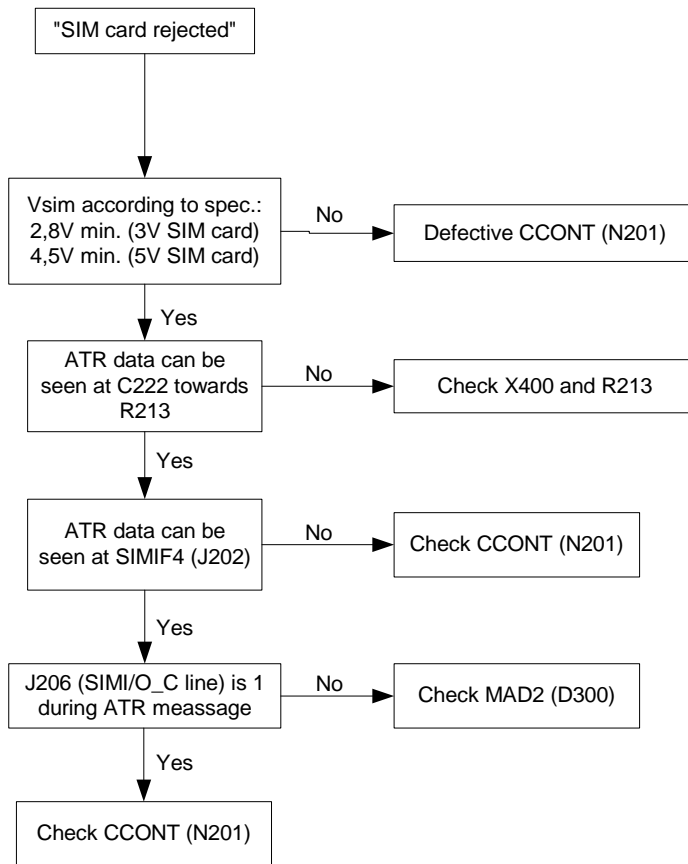 "SIM card rejected"
Vsim according to spec.:
2,8V min. (3V SIM card)
4,5V min. (5V SIM card)
No
Defective CCONT (N201)
Yes
ATR data can be
seen at C222 towards
R213
No
Check X400 and R213
Yes
ATR data can be
seen at SIMIF4 (J202)
No
Check CCONT (N201)
Yes
J206 (SIMI/O_C line) is 1
during ATR meassage
No
Check MAD2 (D300)
Yes
Check CCONT (N201)